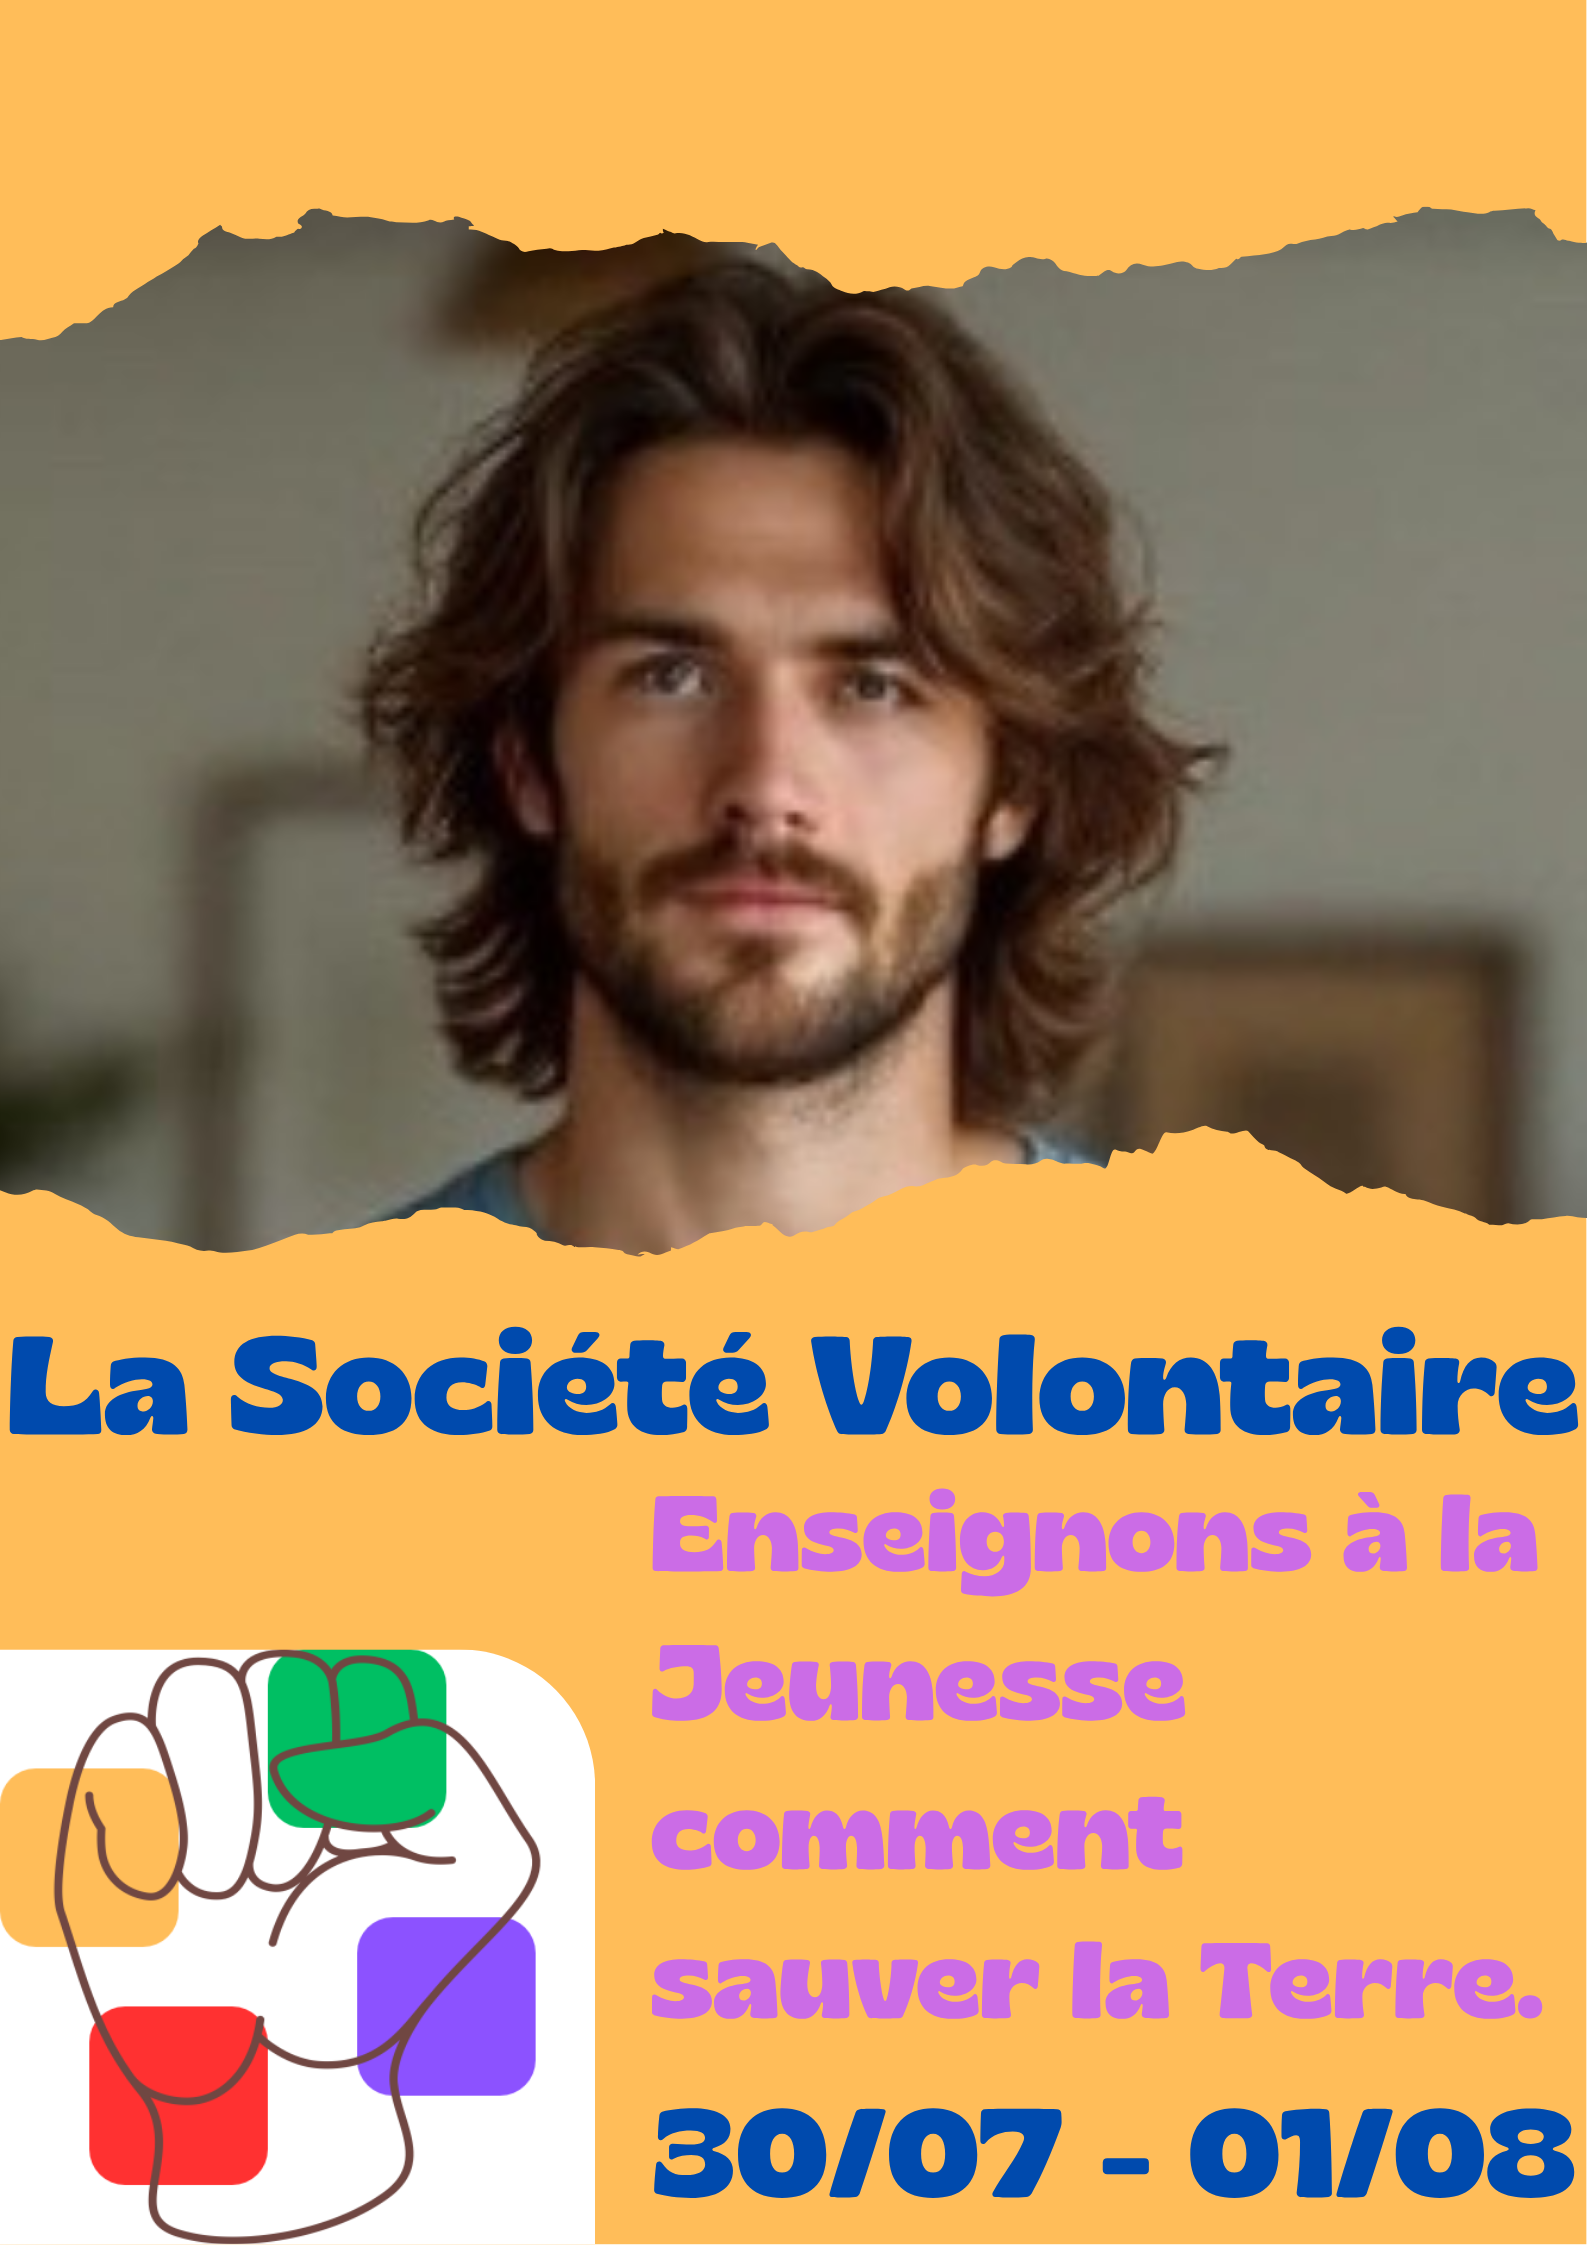 La Société Volontaire
Enseignons à la
Jeunesse
comment
sauver la Terre.
30/07 - 01/08